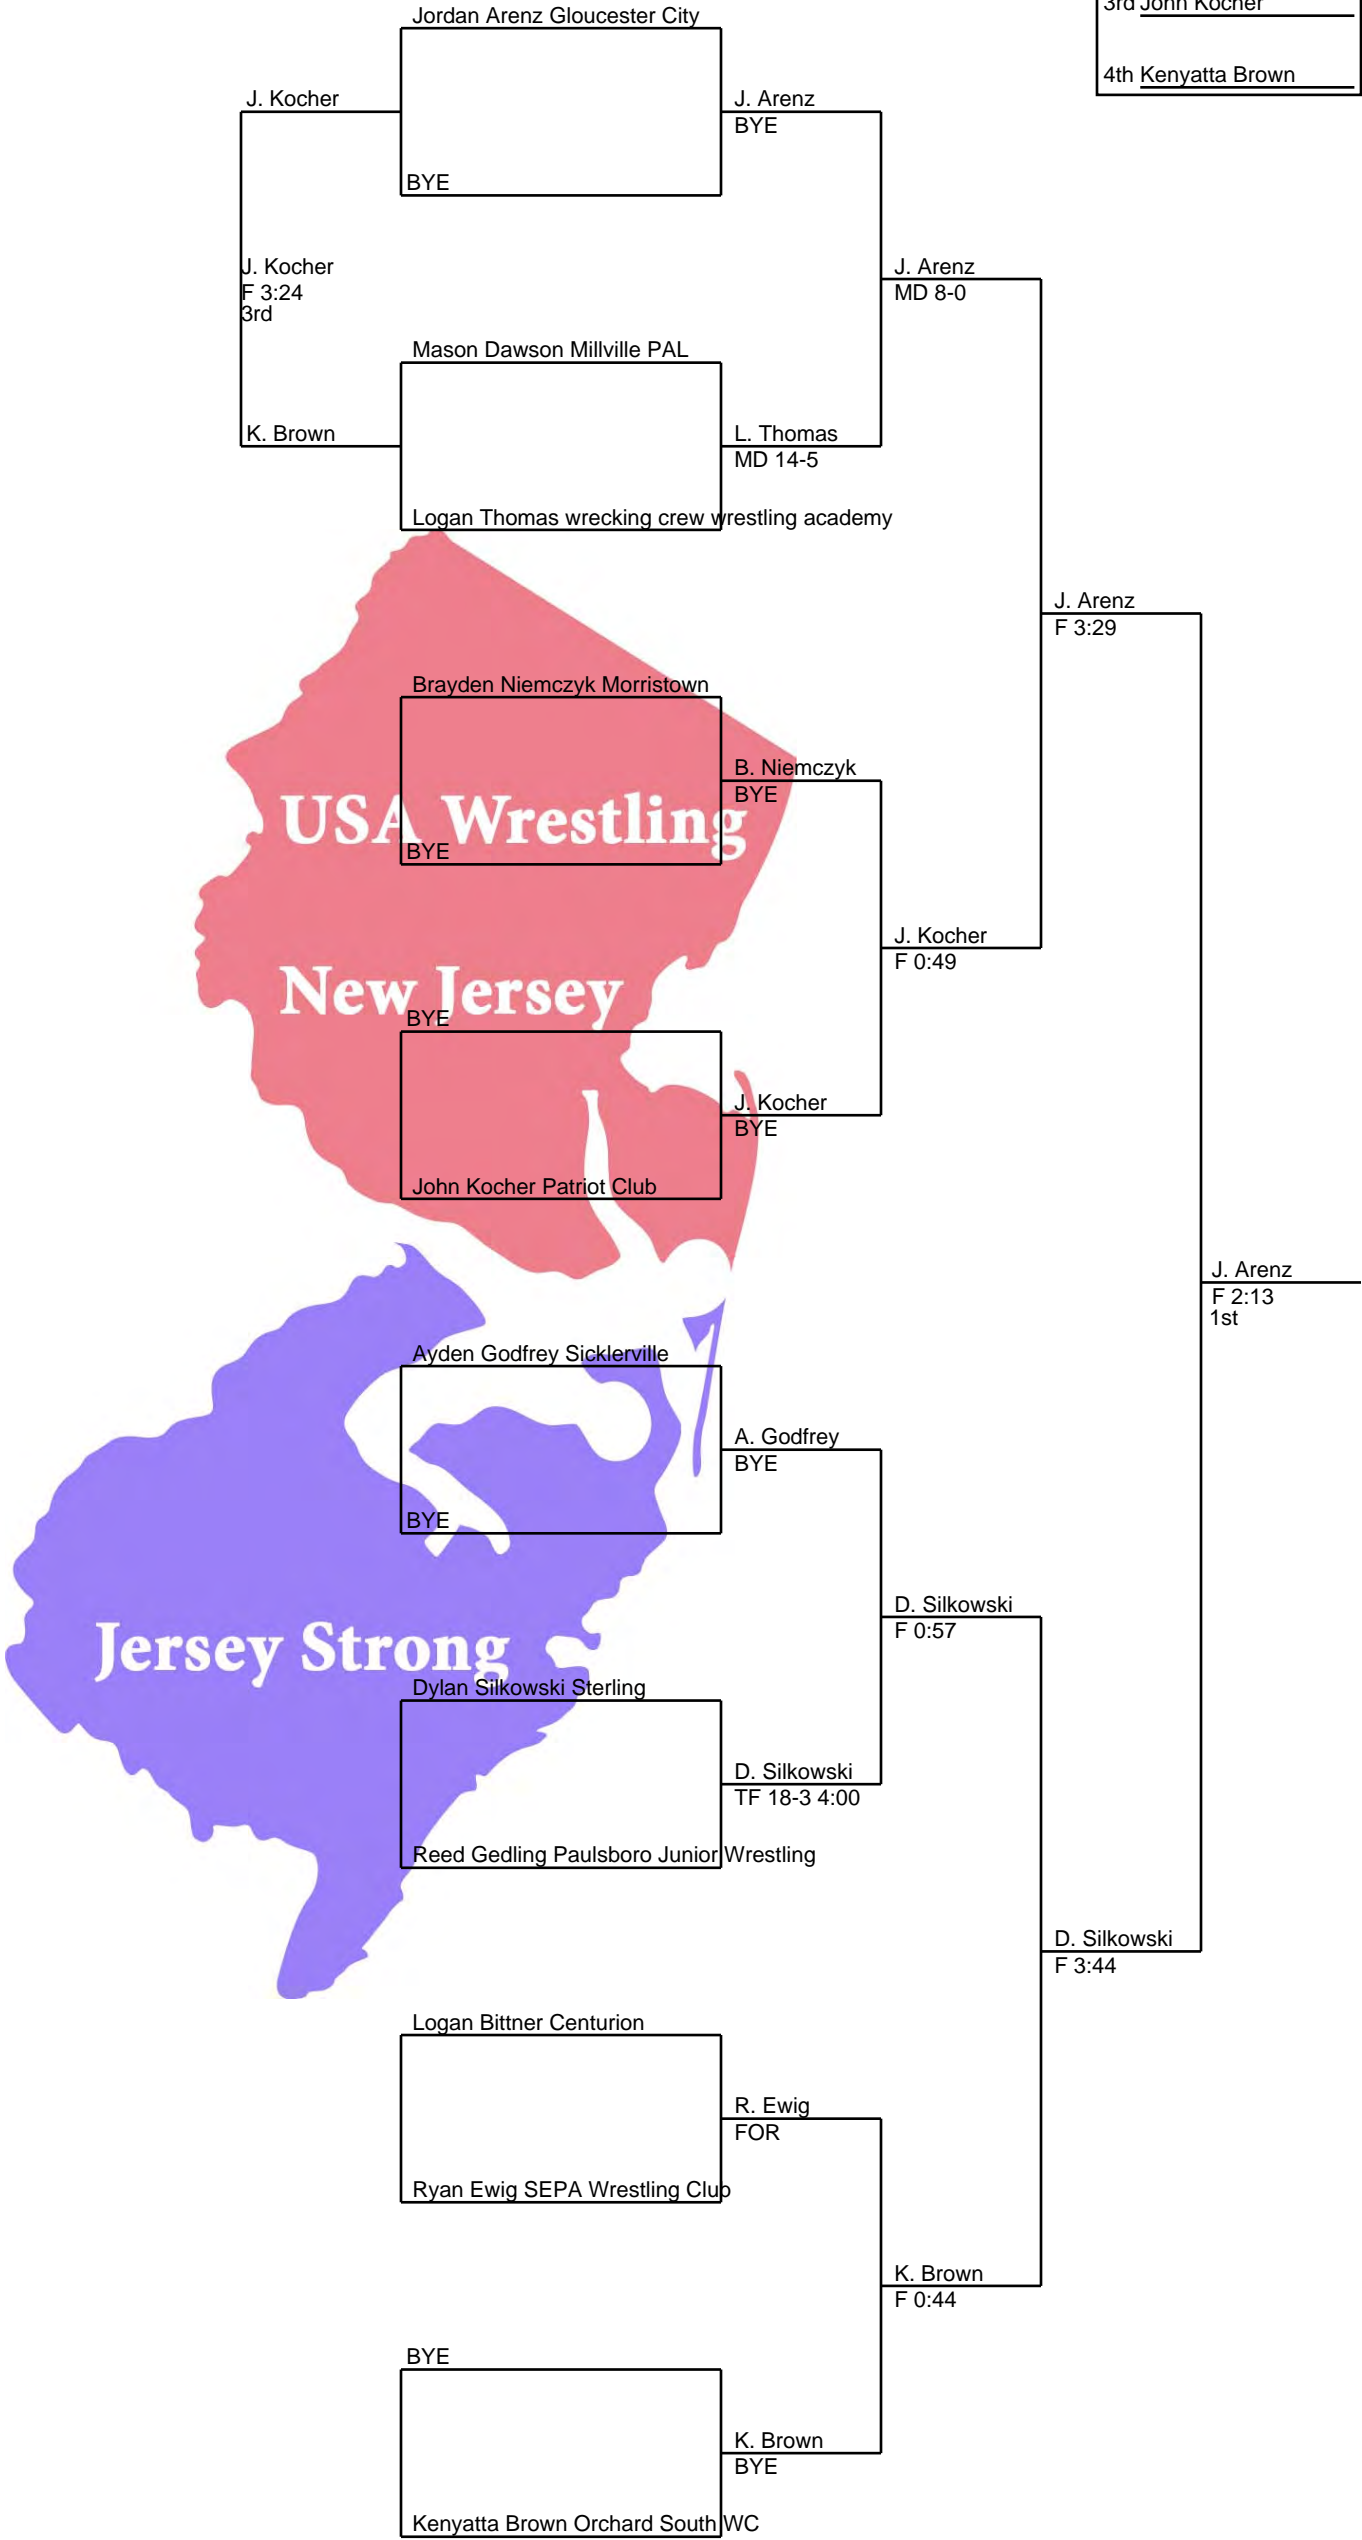 3rd John Kocher
4th Kenyatta Brown
Jordan Arenz Gloucester City
J. Kocher
J. Arenz
BYE
BYE
J. Kocher
F 3:24
3rd
J. Arenz
MD 8-0
Mason Dawson Millville PAL
K. Brown
L. Thomas
MD 14-5
Logan Thomas wrecking crew wrestling academy
J. Arenz
F 3:29
Brayden Niemczyk Morristown
B. Niemczyk
BYE
USA Wrestling
BYE
J. Kocher
F 0:49
New Jersey
BYE
J. Kocher
BYE
John Kocher Patriot Club
J. Arenz
F 2:13
1st
Ayden Godfrey Sicklerville
A. Godfrey
BYE
BYE
D. Silkowski
F 0:57
Jersey Strong
Dylan Silkowski Sterling
D. Silkowski
TF 18-3 4:00
Reed Gedling Paulsboro Junior Wrestling
D. Silkowski
F 3:44
Logan Bittner Centurion
R. Ewig
FOR
Ryan Ewig SEPA Wrestling Club
K. Brown
F 0:44
BYE
K. Brown
BYE
Kenyatta Brown Orchard South WC